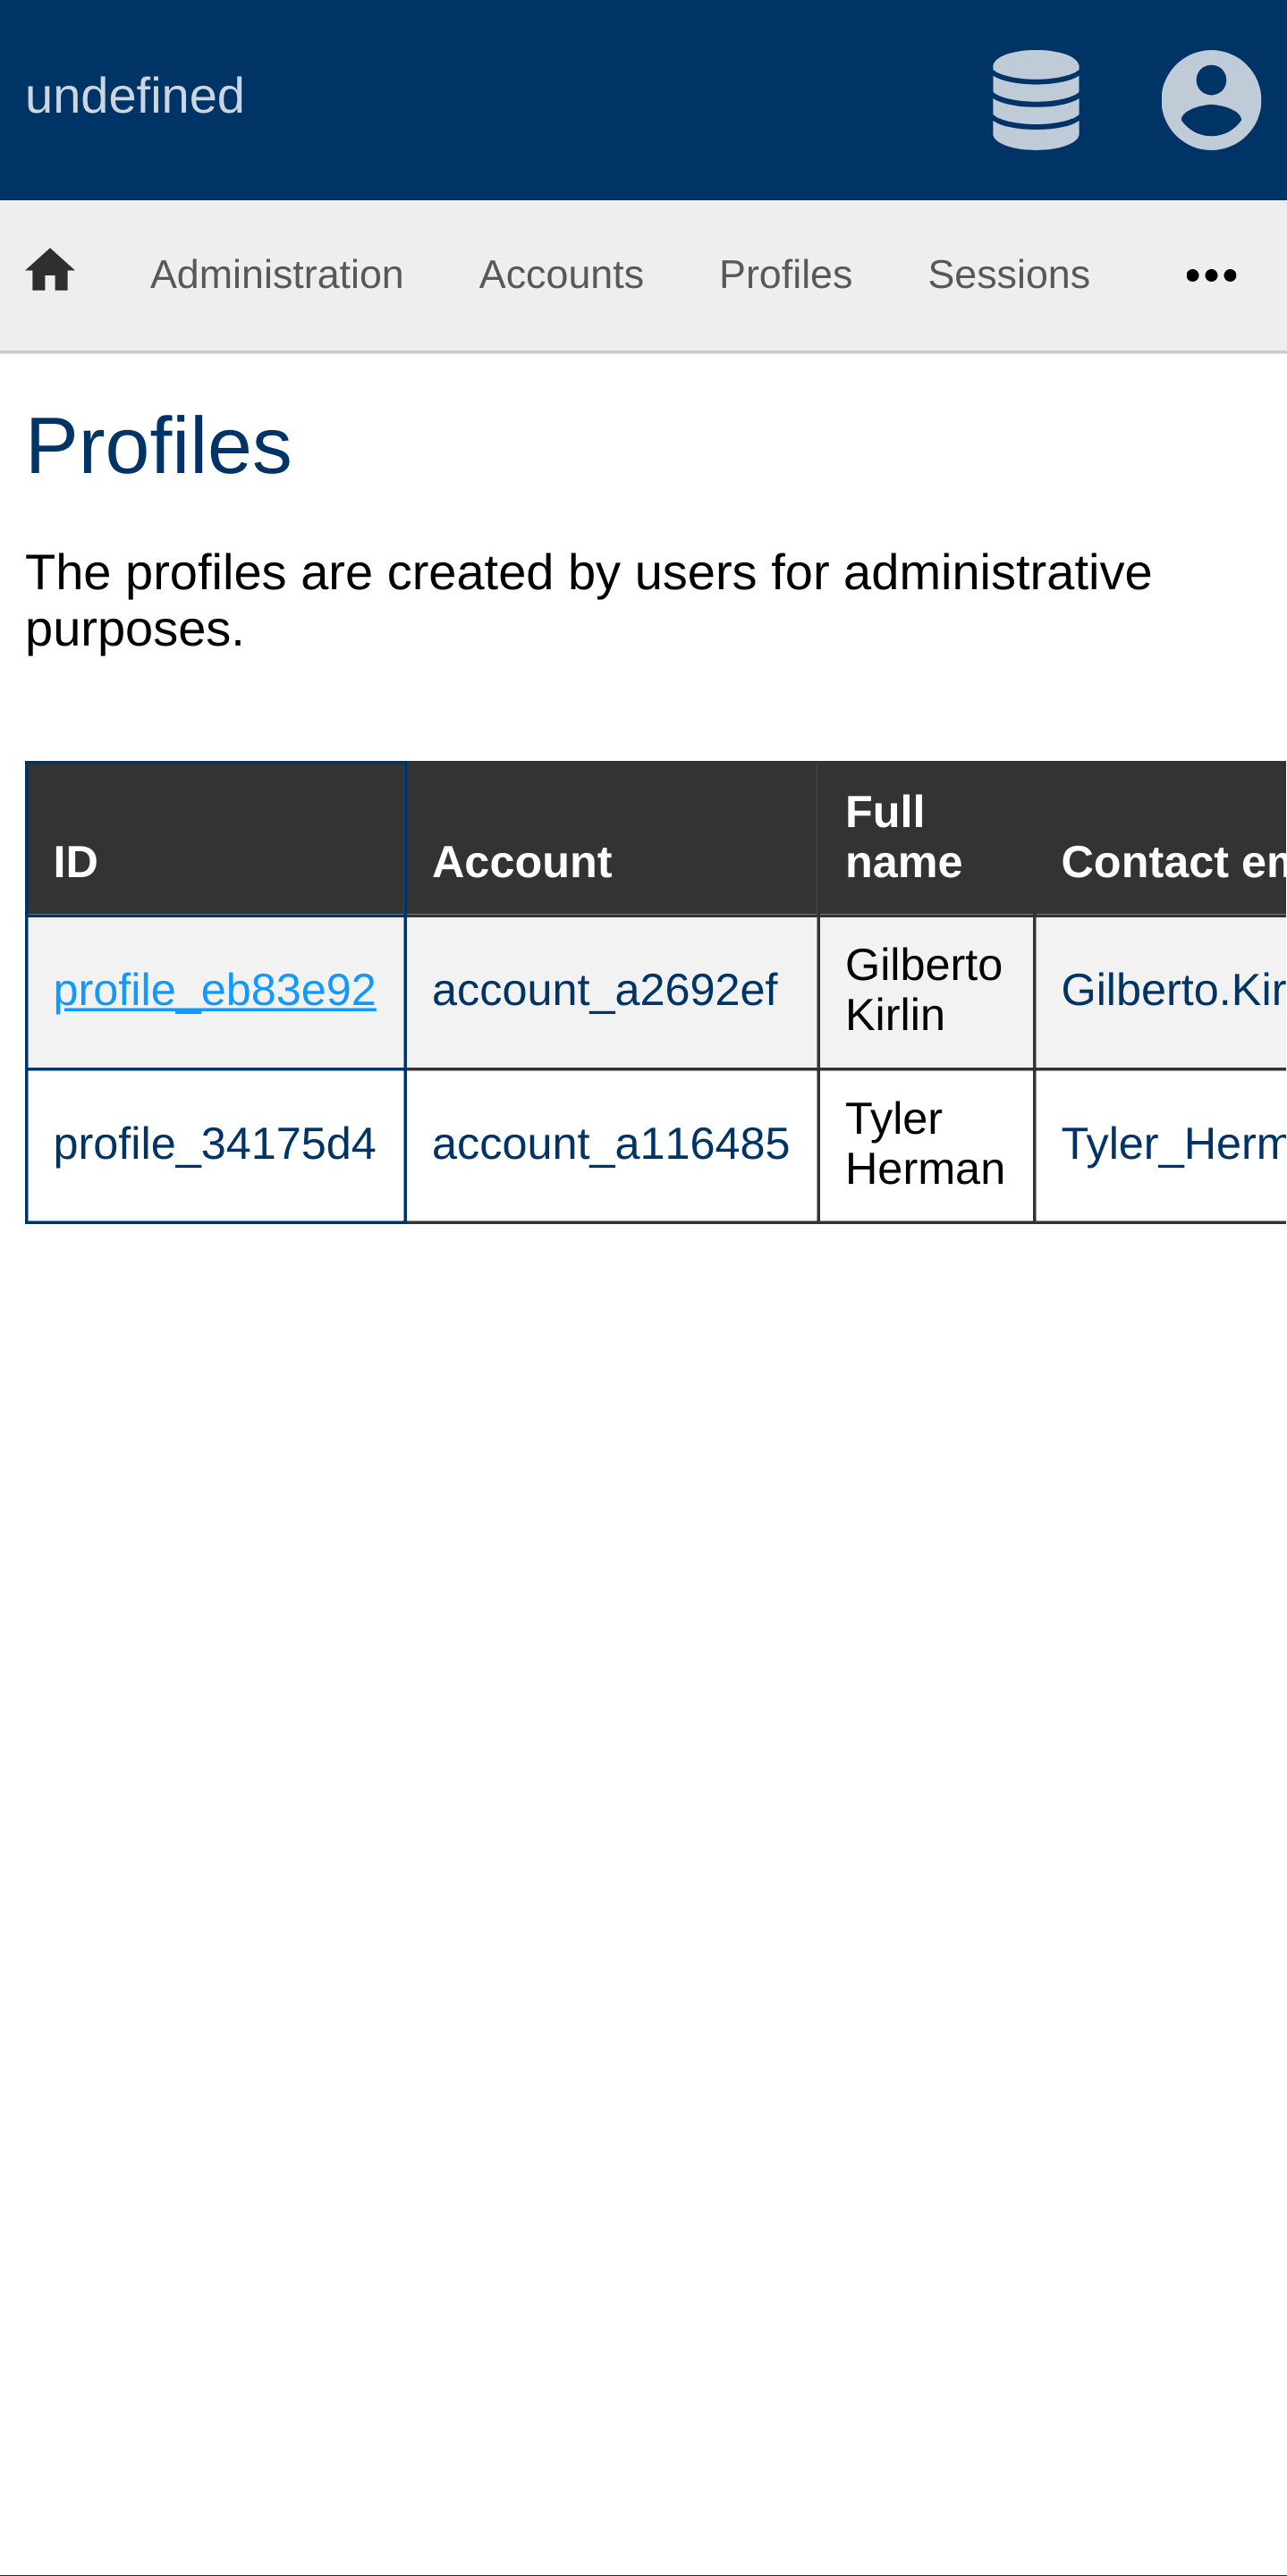 undefined
Administration Accounts Profiles Sessions
Profiles
The profiles are created by users for administrative
purposes.
ID Account Full name Contact em
profile_eb83e92 account_a2692ef Gilberto Kirlin Gilberto.Kir
profile_34175d4 account_a116485 Tyler Herman Tyler_Herm